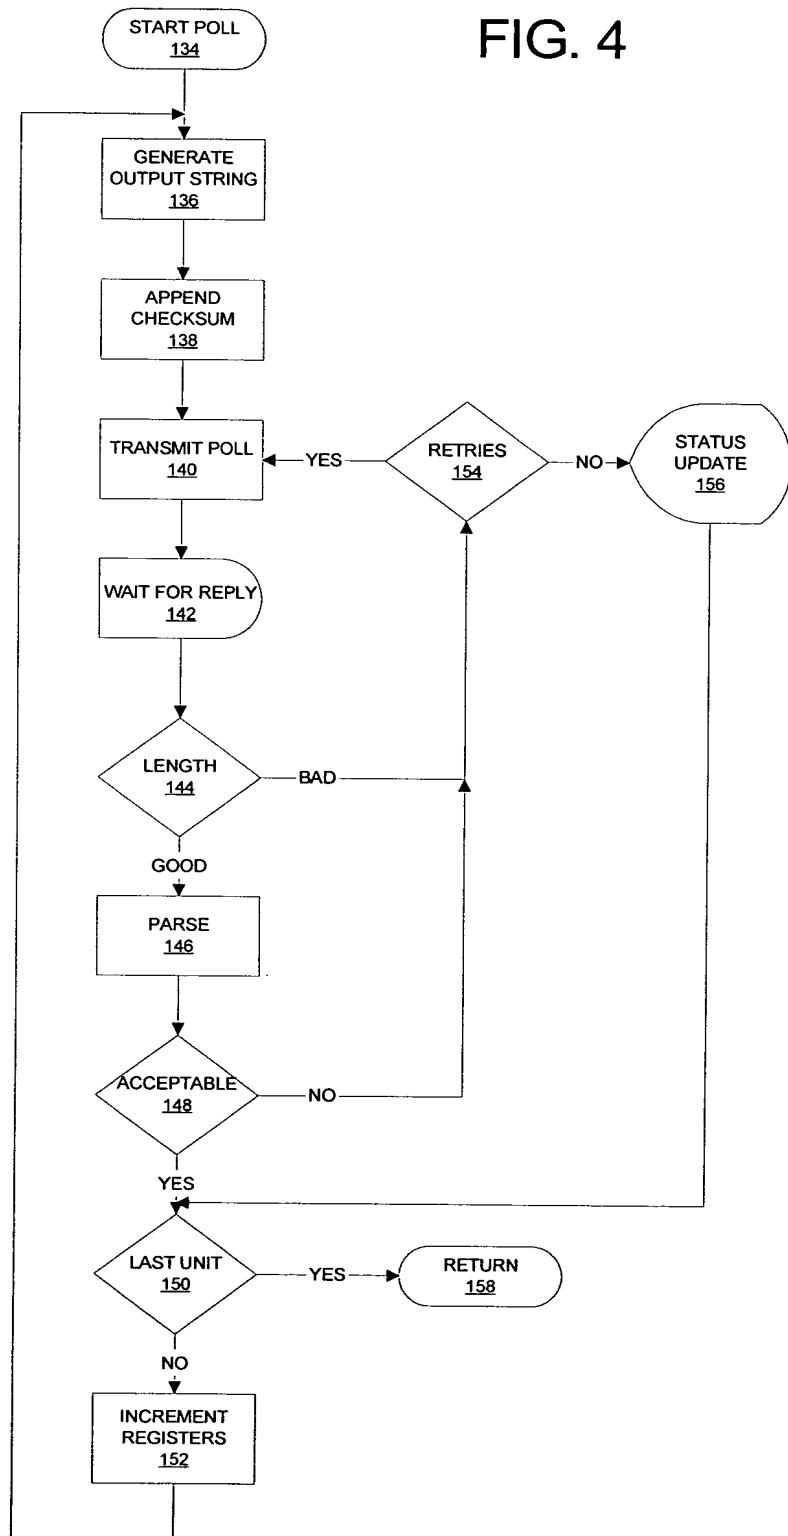 FIG. 4
START POLL
134
GENERATE
OUTPUT STRING
136
APPEND
CHECKSUM
138
TRANSMIT POLL
140
YES
RETRIES
154
NO
STATUS
UPDATE
156
WAIT FOR REPLY
142
LENGTH
144
BAD
GOOD
PARSE
146
ACCEPTABLE
148
NO
YES
LAST UNIT
150
YES
RETURN
158
NO
INCREMENT
REGISTERS
152